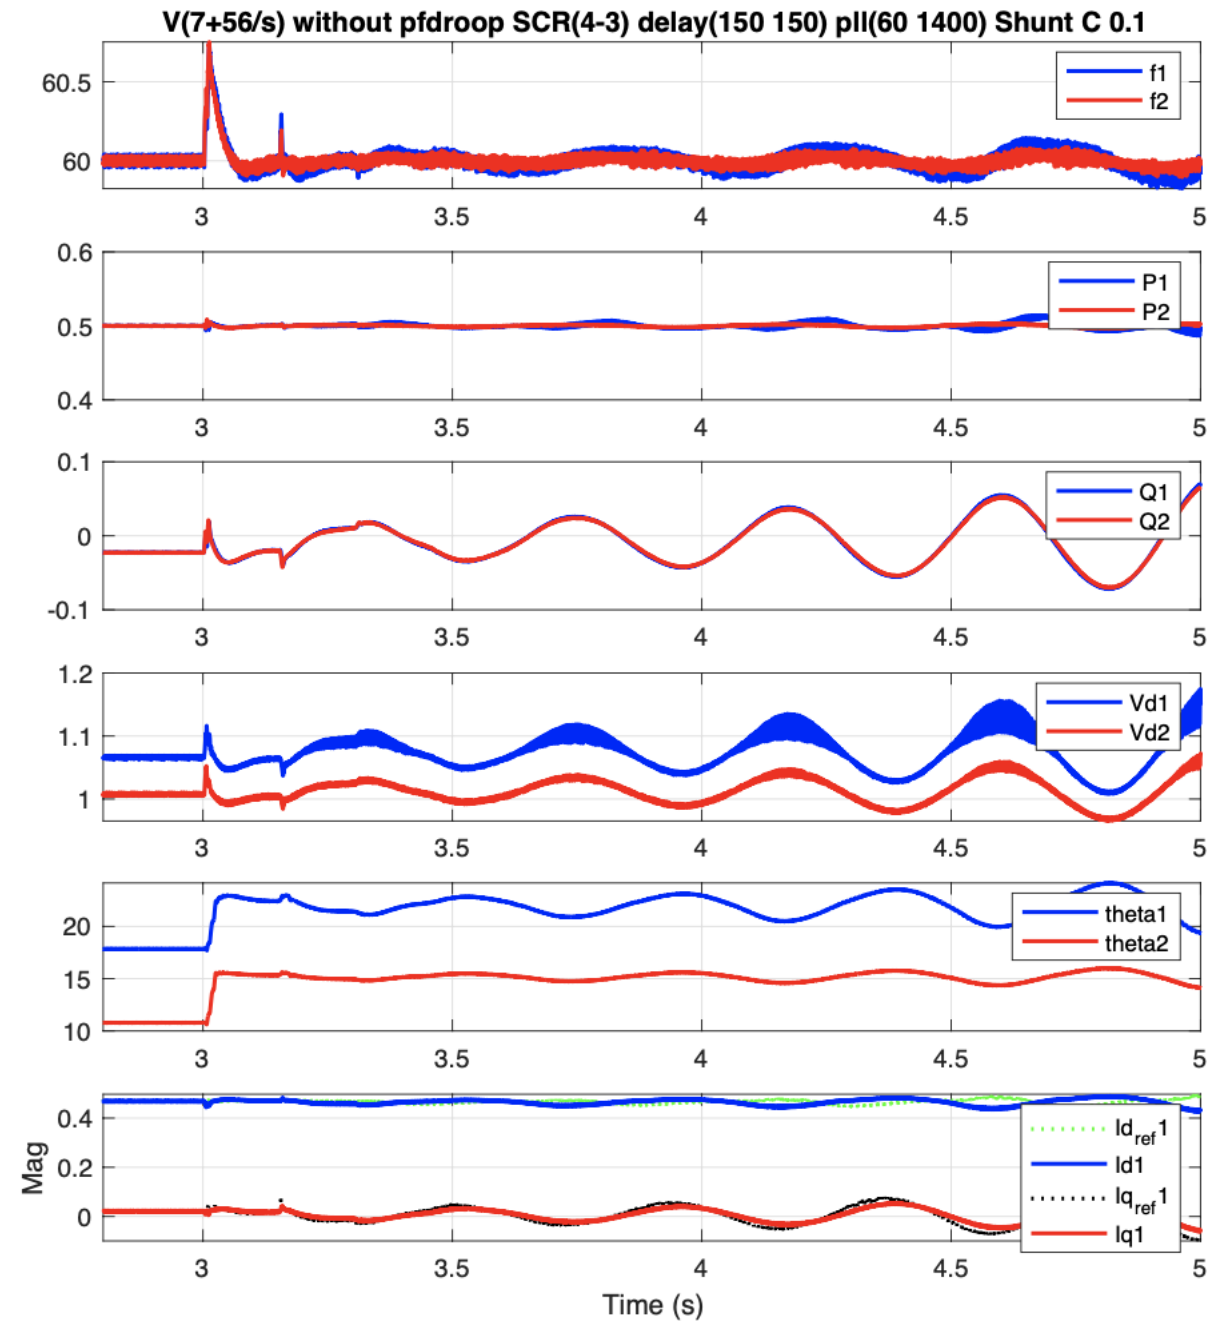 V(7+56/s) without pfdroop SCR(4-3) delay(150 150) pll(60 1400) Shunt C 0.1
60.5
60
f1
f2
3 3.5 4 4.5 5
0.6
0.5
0.4
P1
P2
3 3.5 4 4.5 5
0.1
0
-0.1
Q1
Q2
3 3.5 4 4.5 5
1.2
1.1
1
Vd1
Vd2
3 3.5 4 4.5 5
20
15
10
theta1
theta2
3 3.5 4 4.5 5
Mag
0.4
0.2
0
Id_ref1
Id1
Iq_ref1
Iq1
3 3.5 4 4.5 5
Time (s)